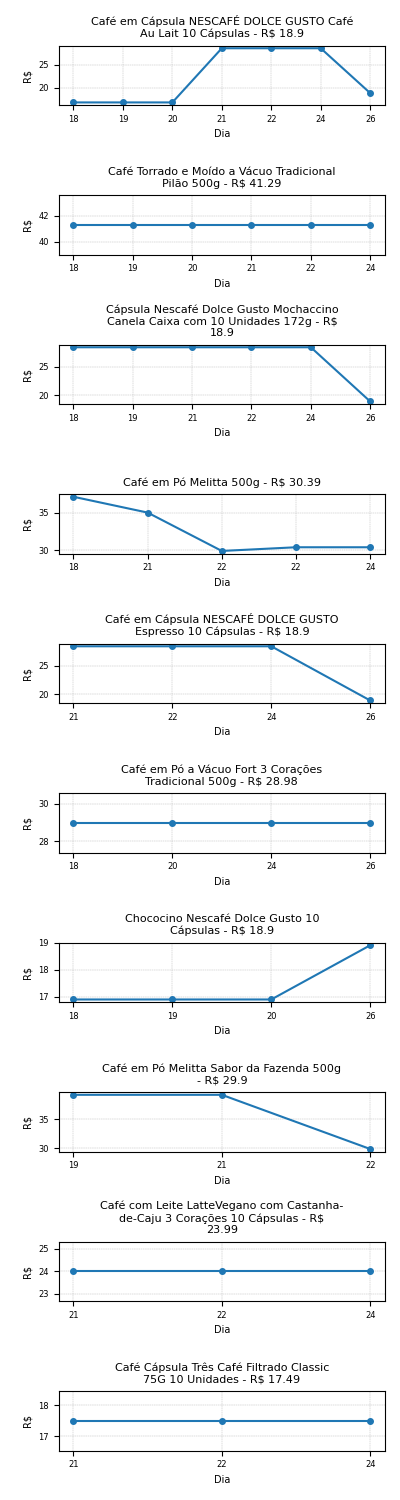 Café em Cápsula NESCAFÉ DOLCE GUSTO Café
Au Lait 10 Cápsulas - R$ 18.9
25
20
R$
18 19 20 21 22 24 26
Dia
Café Torrado e Moído a Vácuo Tradicional
Pilão 500g - R$ 41.29
42
40
R$
18 19 20 21 22 24
Dia
Cápsula Nescafé Dolce Gusto Mochaccino
Canela Caixa com 10 Unidades 172g - R$
18.9
25
20
R$
18 19 21 22 24 26
Dia
Café em Pó Melitta 500g - R$ 30.39
35
30
R$
18 21 22 22 24
Dia
Café em Cápsula NESCAFÉ DOLCE GUSTO
Espresso 10 Cápsulas - R$ 18.9
25
20
R$
21 22 24 26
Dia
Café em Pó a Vácuo Fort 3 Corações
Tradicional 500g - R$ 28.98
30
28
R$
18 20 24 26
Dia
Chococino Nescafé Dolce Gusto 10
Cápsulas - R$ 18.9
19
18
17
R$
18 19 20 26
Dia
Café em Pó Melitta Sabor da Fazenda 500g
- R$ 29.9
35
30
R$
19 21 22
Dia
Café com Leite LatteVegano com Castanha-
de-Caju 3 Corações 10 Cápsulas - R$
23.99
25
24
23
R$
21 22 24
Dia
Café Cápsula Três Café Filtrado Classic
75G 10 Unidades - R$ 17.49
18
17
R$
21 22 24
Dia